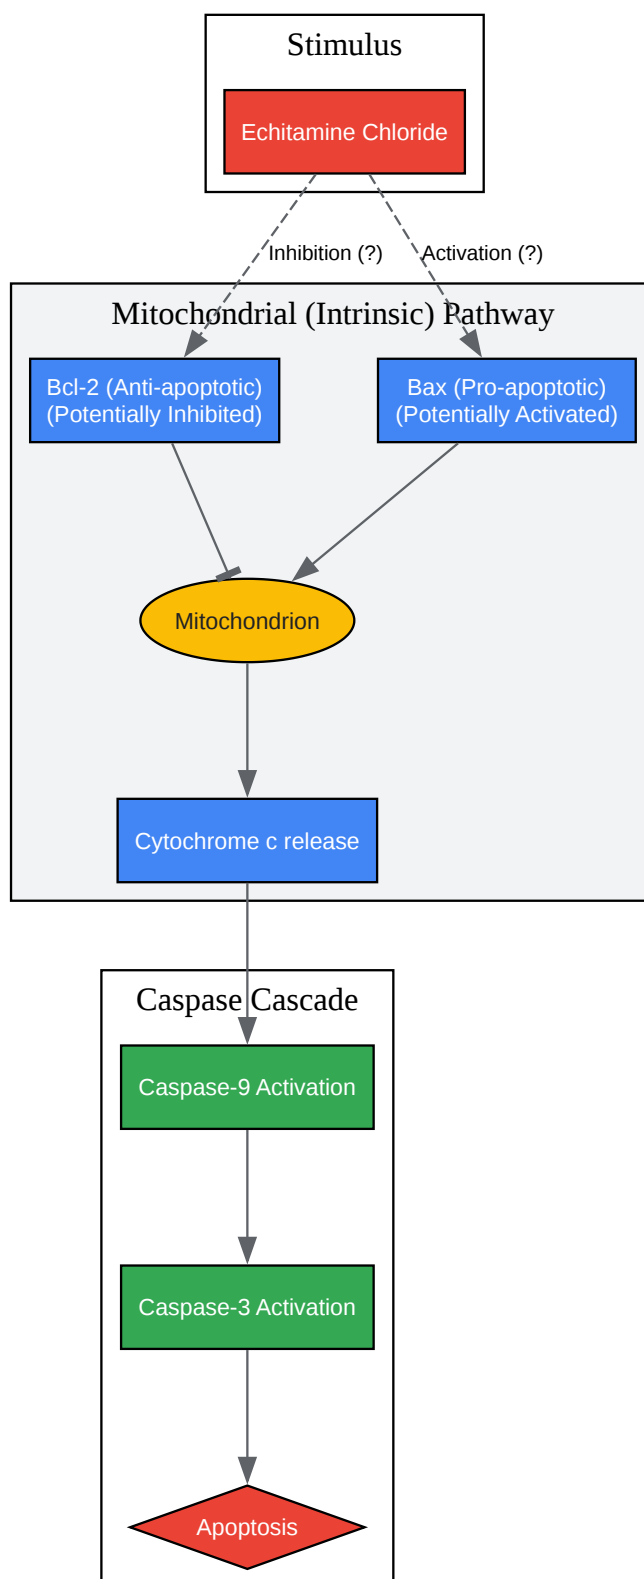 Stimulus
Echitamine Chloride
Inhibition (?)
Activation (?)
Mitochondrial (Intrinsic) Pathway
Bcl-2 (Anti-apoptotic)
(Potentially Inhibited)
Bax (Pro-apoptotic)
(Potentially Activated)
Mitochondrion
Cytochrome c release
Caspase Cascade
Caspase-9 Activation
Caspase-3 Activation
Apoptosis